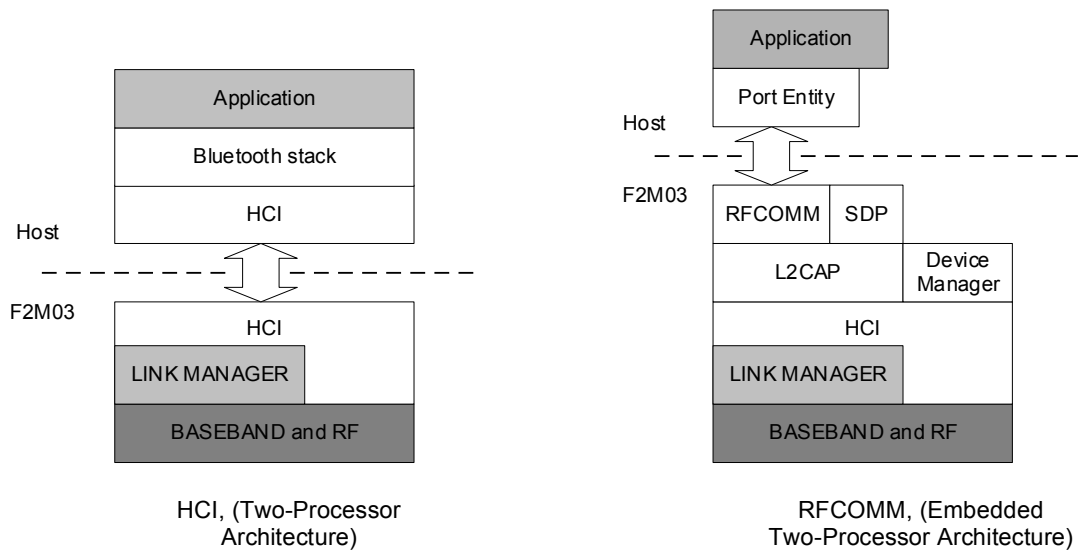 Application
Bluetooth stack
HCI
Host
F2M03
HCI
LINK MANAGER
BASEBAND and RF
HCI, (Two-Processor
Architecture)
Application
Port Entity
Host
F2M03
RFCOMM
SDP
L2CAP
Device
Manager
HCI
LINK MANAGER
BASEBAND and RF
RFCOMM, (Embedded
Two-Processor Architecture)